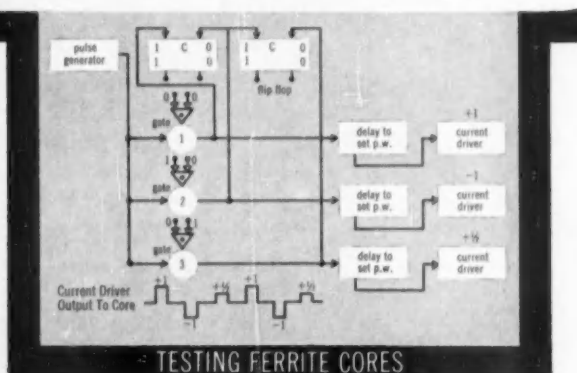 pulse
generator
1 C 0
1 0
1 C 0
1 0
flip flop
0 0
gate
1
delay to
set p.w.
+1
current
driver
1 0
gate
2
delay to
set p.w.
−1
current
driver
0 1
gate
3
delay to
set p.w.
+½
current
driver
Current Driver
Output To Core
+1 −1 +½ +1 −1 +½
TESTING FERRITE CORES